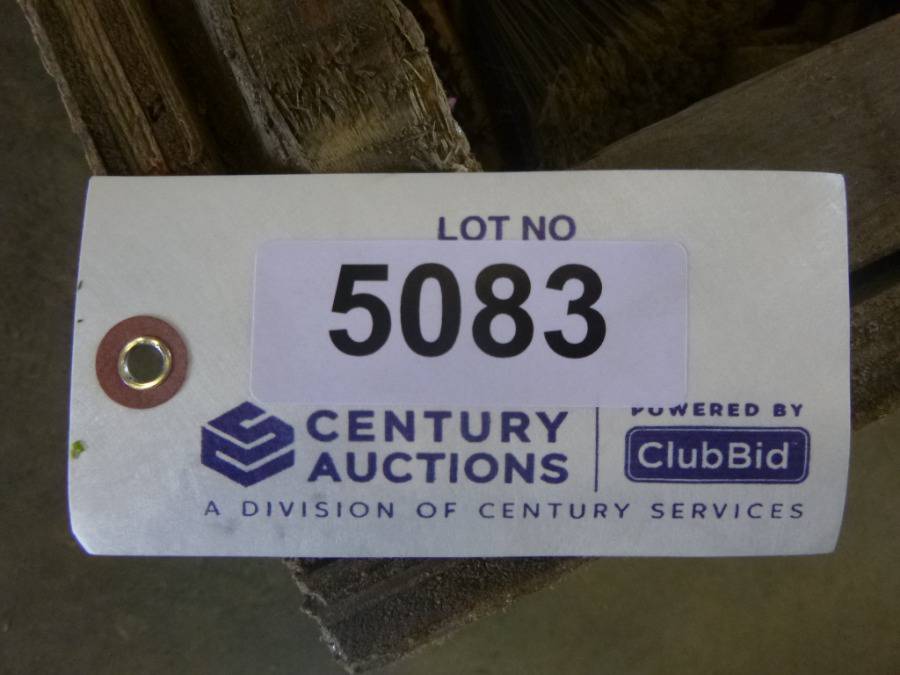 LOT NO
5083
CENTURY
AUCTIONS
POWERED BY
ClubBid
A DIVISION OF CENTURY SERVICES